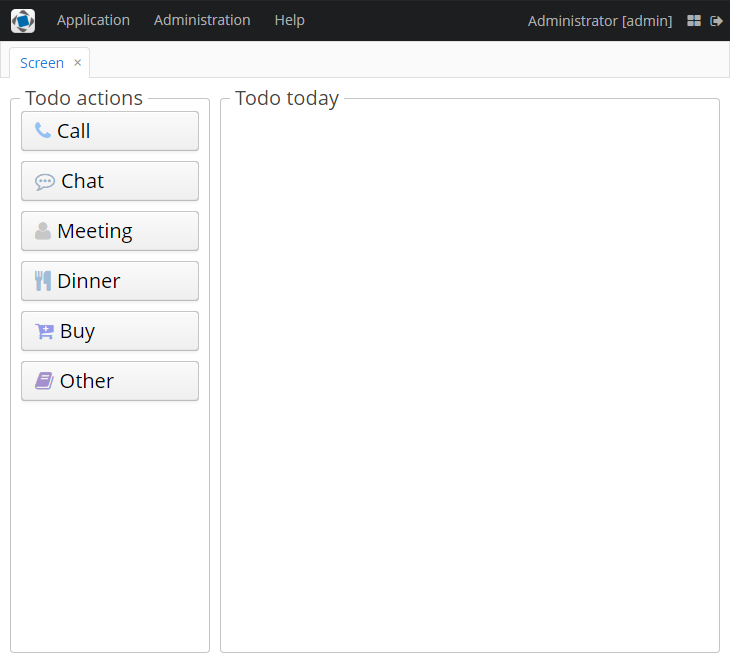 Application Administration Help Administrator [admin]
Screen ×
Todo actions
Call
Chat
Meeting
Dinner
Buy
Other
Todo today